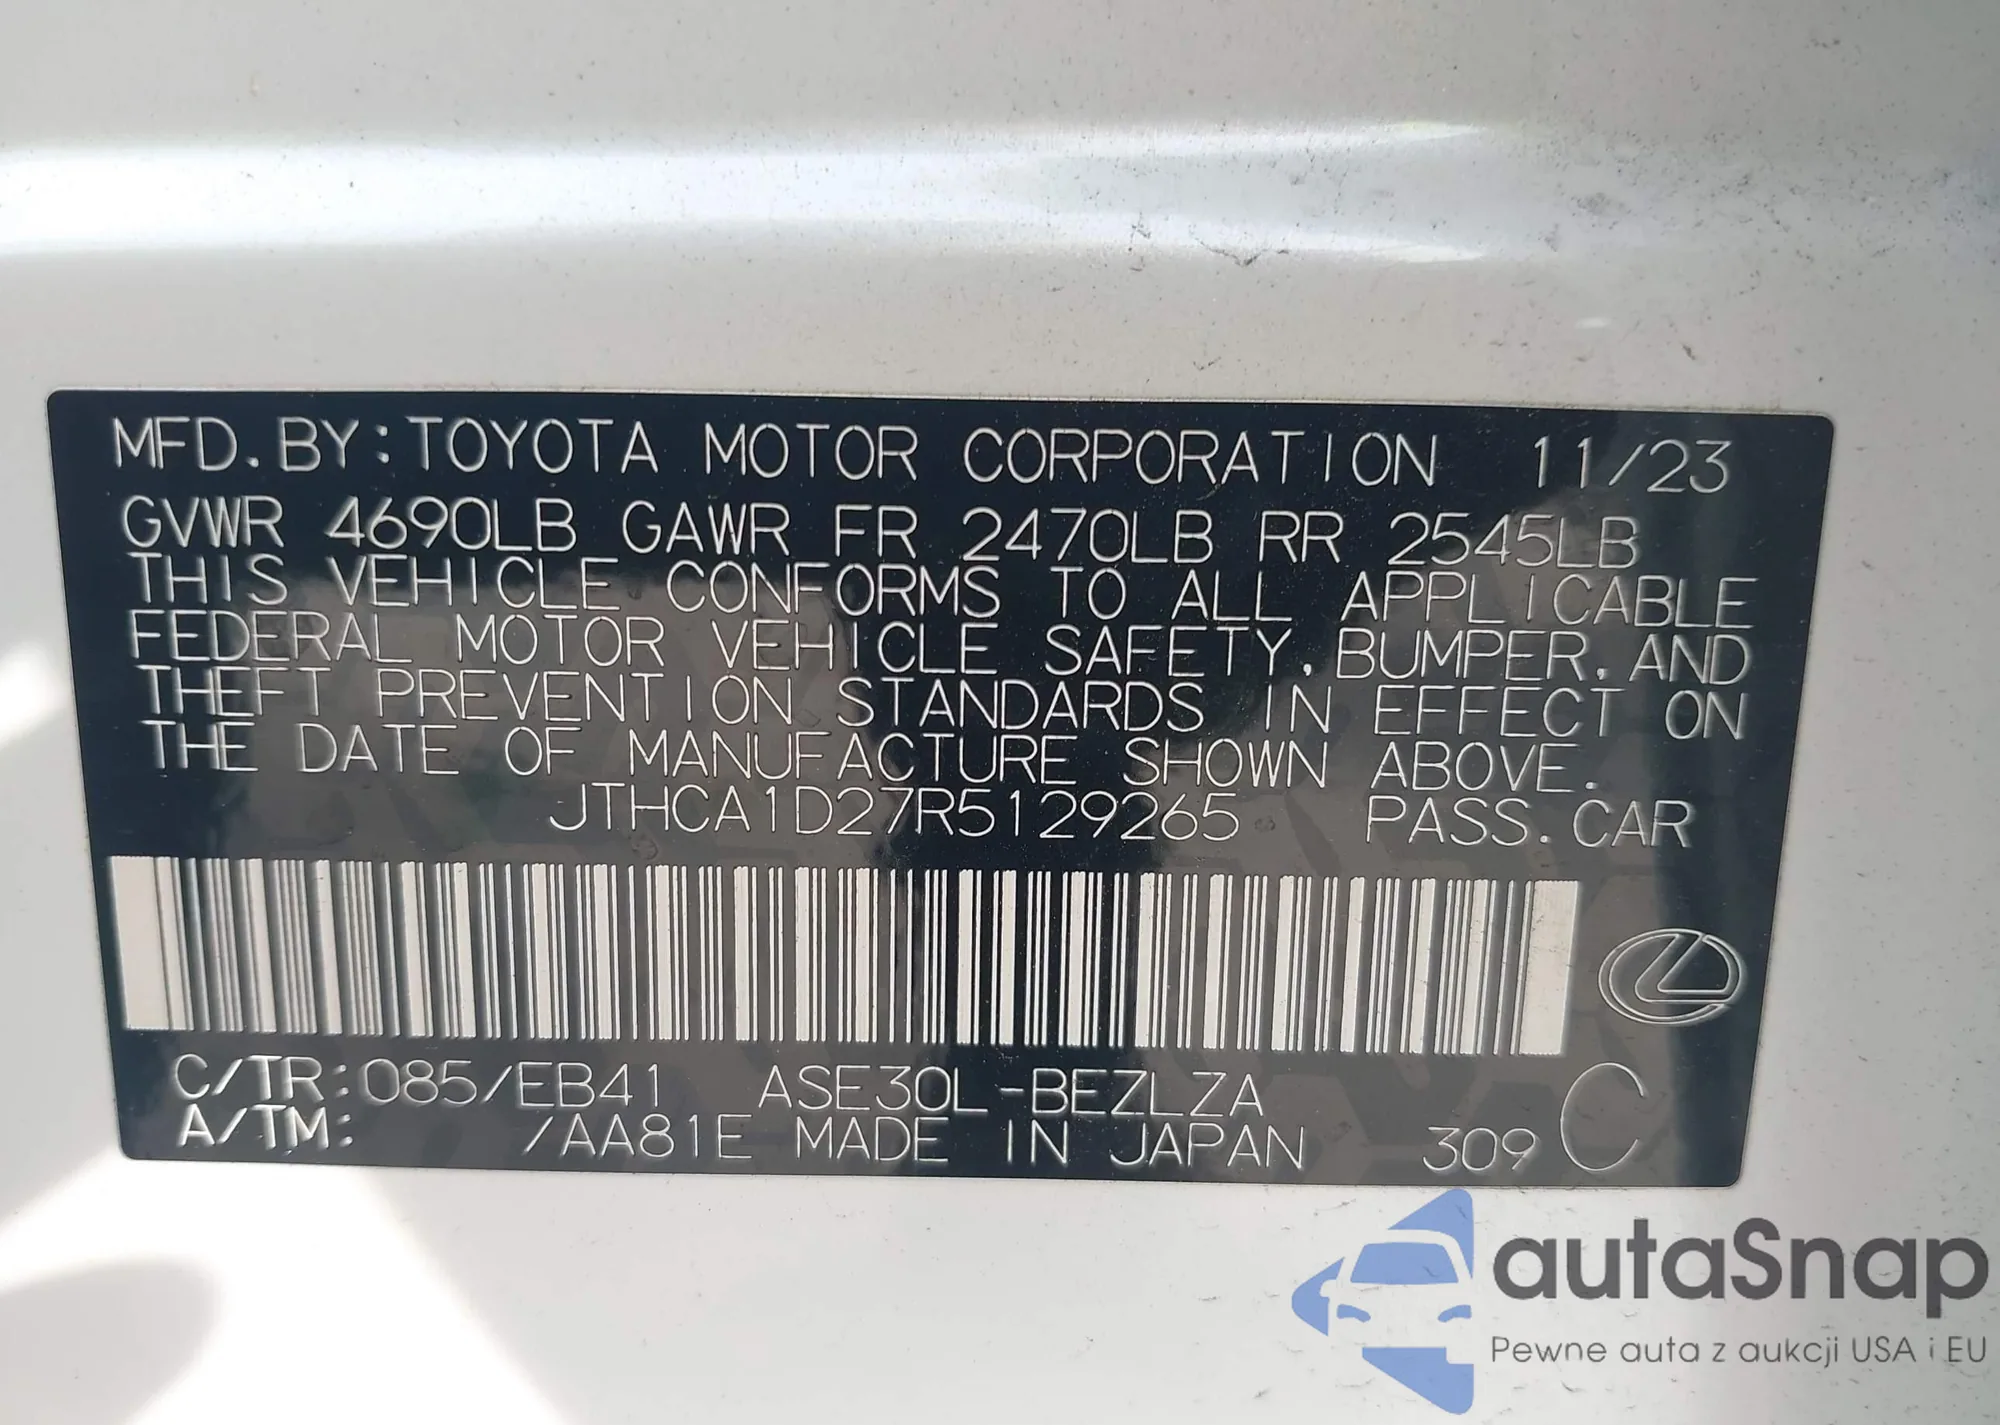 MFD.BY:TOYOTA MOTOR CORPORATION 11/23
GVWR 4690LB GAWR FR 2470LB RR 2545LB
THIS VEHICLE CONFORMS TO ALL APPLICABLE
FEDERAL MOTOR VEHICLE SAFETY,BUMPER,AND
THEFT PREVENTION STANDARDS IN EFFECT ON
THE DATE OF MANUFACTURE SHOWN ABOVE.
JTHCA1D27R5129265 PASS.CAR
C/TR:085/EB41 ASE30L-BEZLZA
A/TM: /AA81E MADE IN JAPAN 309 C
autaSnap
Pewne auta z aukcji USA i EU